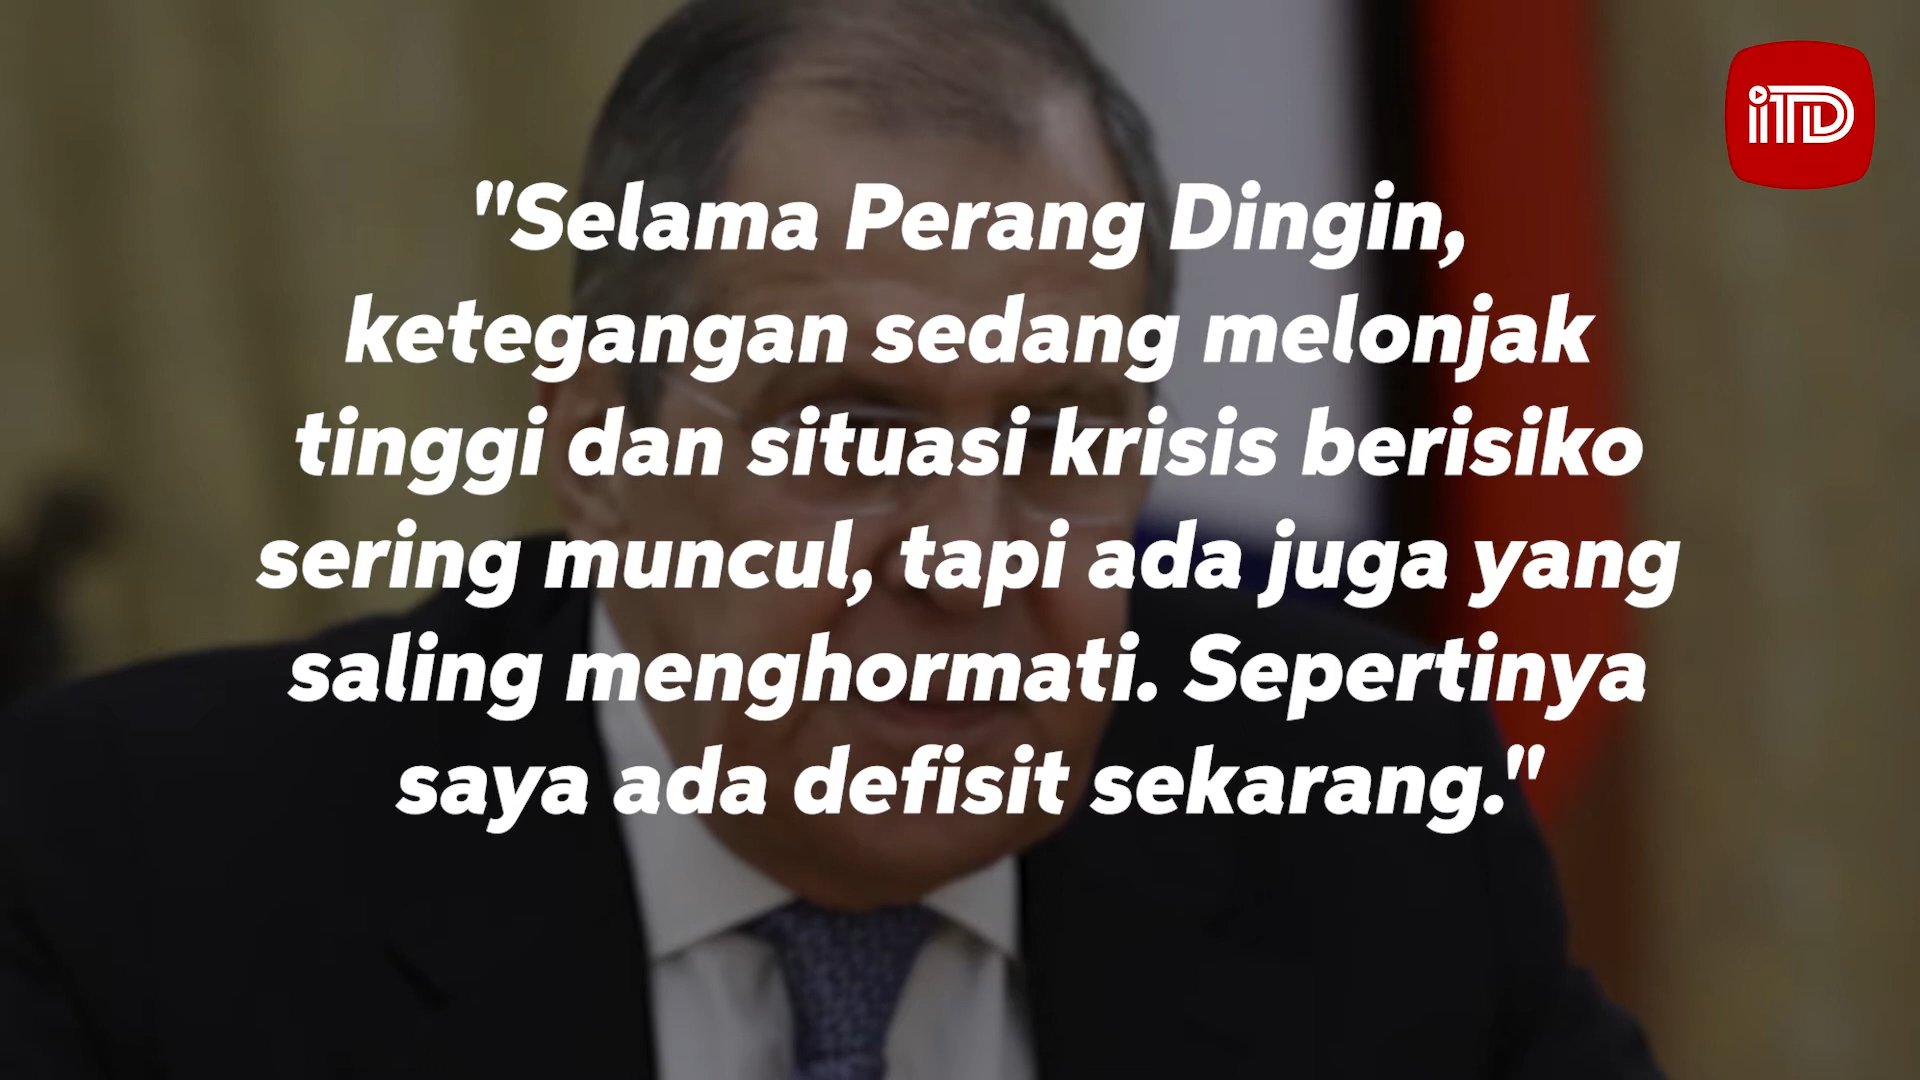 iTD
"Selama Perang Dingin,
ketegangan sedang melonjak
tinggi dan situasi krisis berisiko
sering muncul, tapi ada juga yang
saling menghormati. Sepertinya
saya ada defisit sekarang."